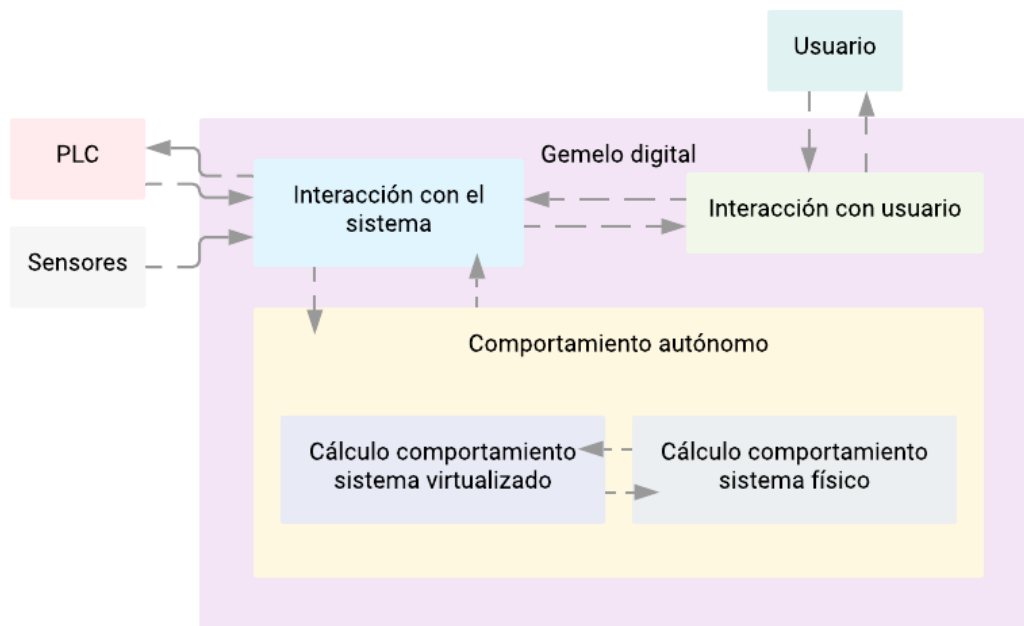 Usuario
PLC
Gemelo digital
Interacción con el
sistema
Interacción con usuario
Sensores
Comportamiento autónomo
Cálculo comportamiento
sistema virtualizado
Cálculo comportamiento
sistema físico